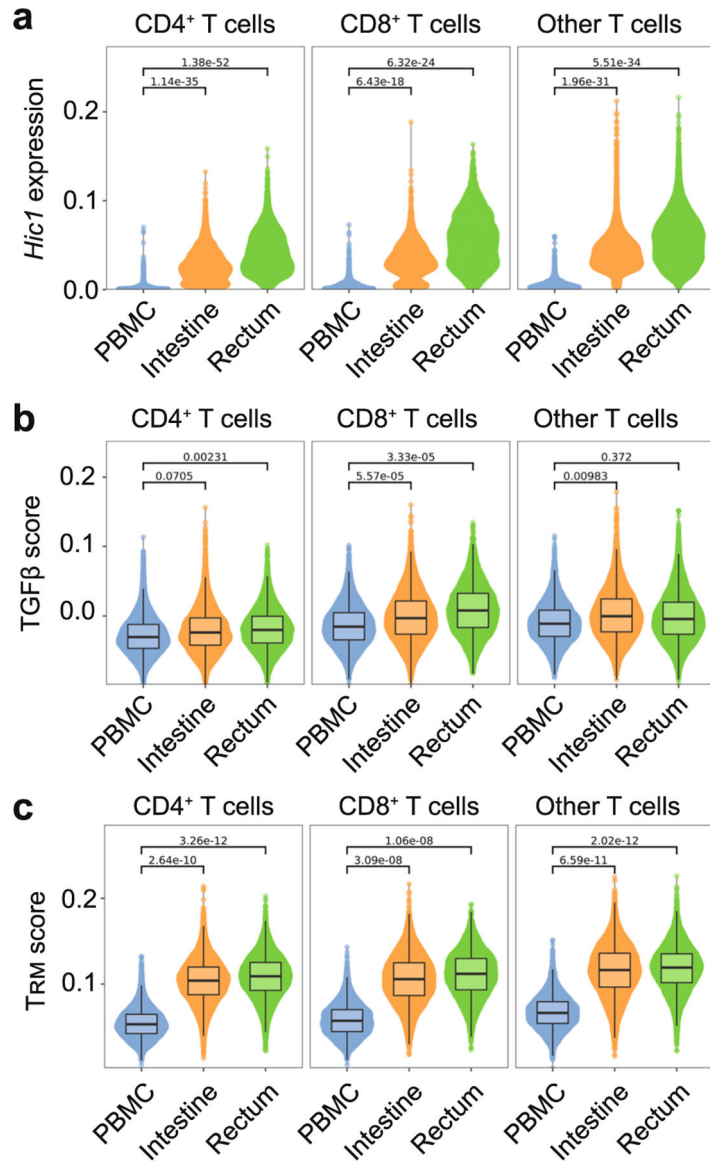 a
CD4⁺ T cells CD8⁺ T cells Other T cells
1.38e-52 6.32e-24 5.51e-34
1.14e-35 6.43e-18 1.96e-31
Hic1 expression
0.2
0.1
0.0
PBMC Intestine Rectum PBMC Intestine Rectum PBMC Intestine Rectum
b
CD4⁺ T cells CD8⁺ T cells Other T cells
0.00231 3.33e-05 0.372
0.0705 5.57e-05 0.00983
TGFβ score
0.2
0.1
0.0
PBMC Intestine Rectum PBMC Intestine Rectum PBMC Intestine Rectum
c
CD4⁺ T cells CD8⁺ T cells Other T cells
3.26e-12 1.06e-08 2.02e-12
2.64e-10 3.09e-08 6.59e-11
TRM score
0.2
0.1
PBMC Intestine Rectum PBMC Intestine Rectum PBMC Intestine Rectum